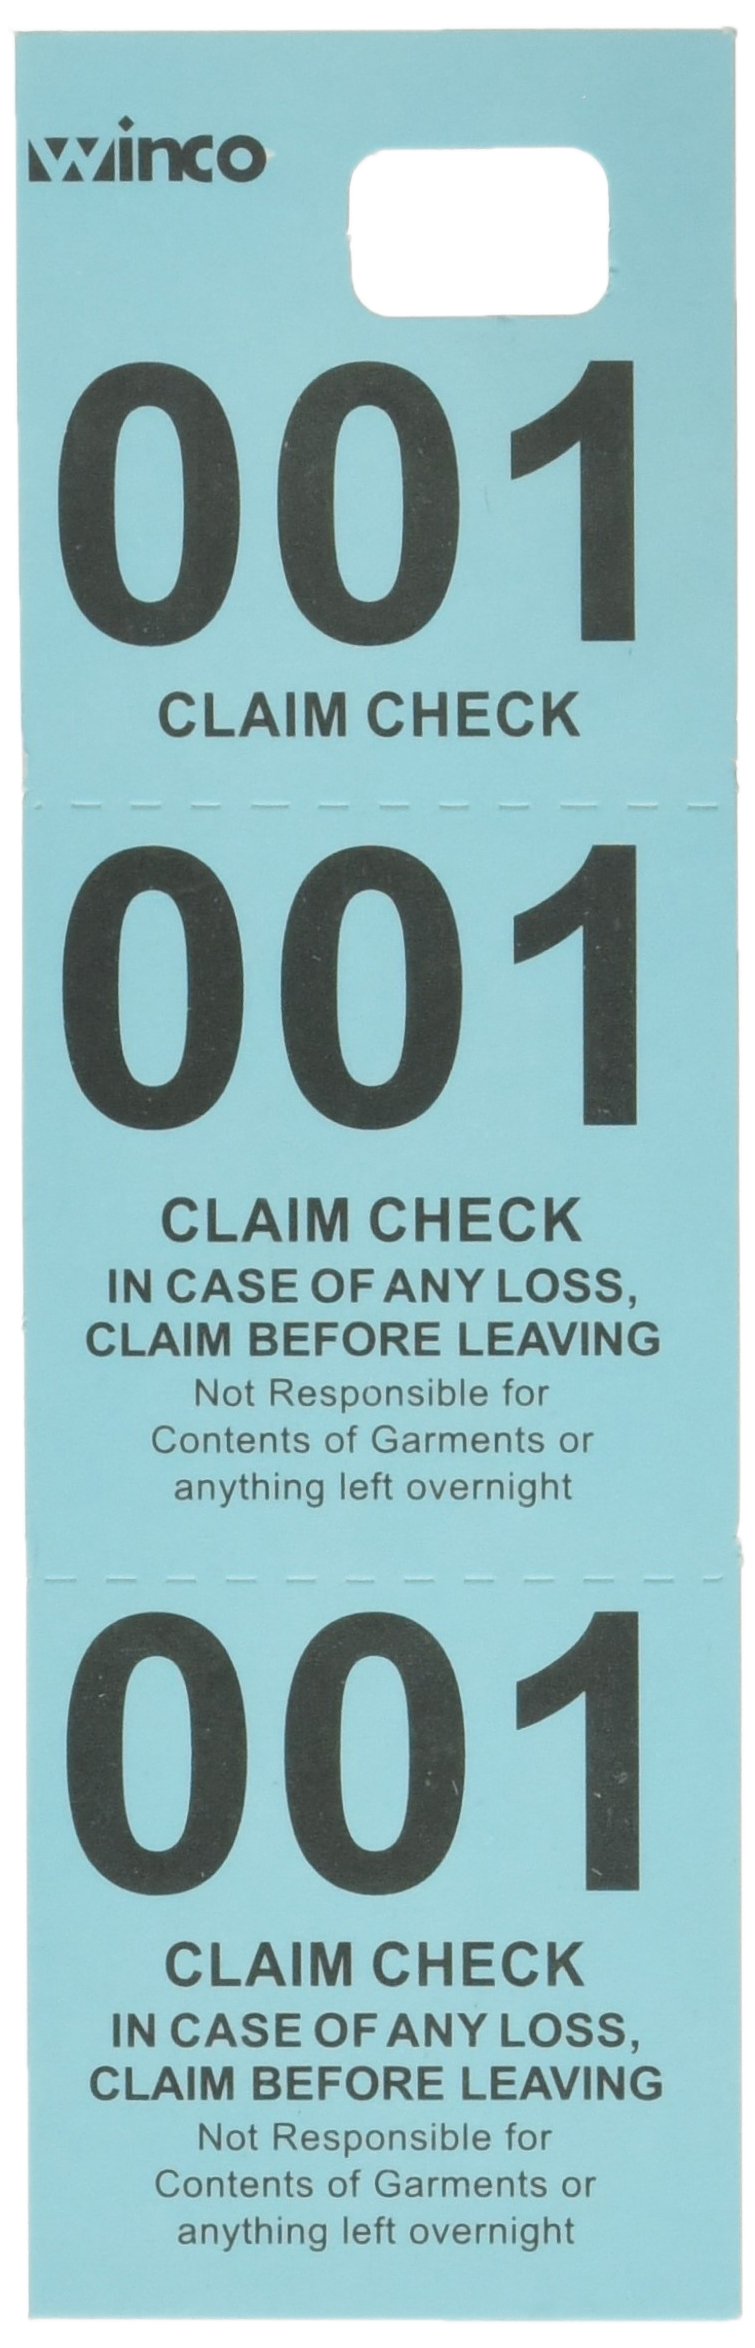 winco
001
CLAIM CHECK
001
CLAIM CHECK
IN CASE OF ANY LOSS,
CLAIM BEFORE LEAVING
Not Responsible for
Contents of Garments or
anything left overnight
001
CLAIM CHECK
IN CASE OF ANY LOSS,
CLAIM BEFORE LEAVING
Not Responsible for
Contents of Garments or
anything left overnight